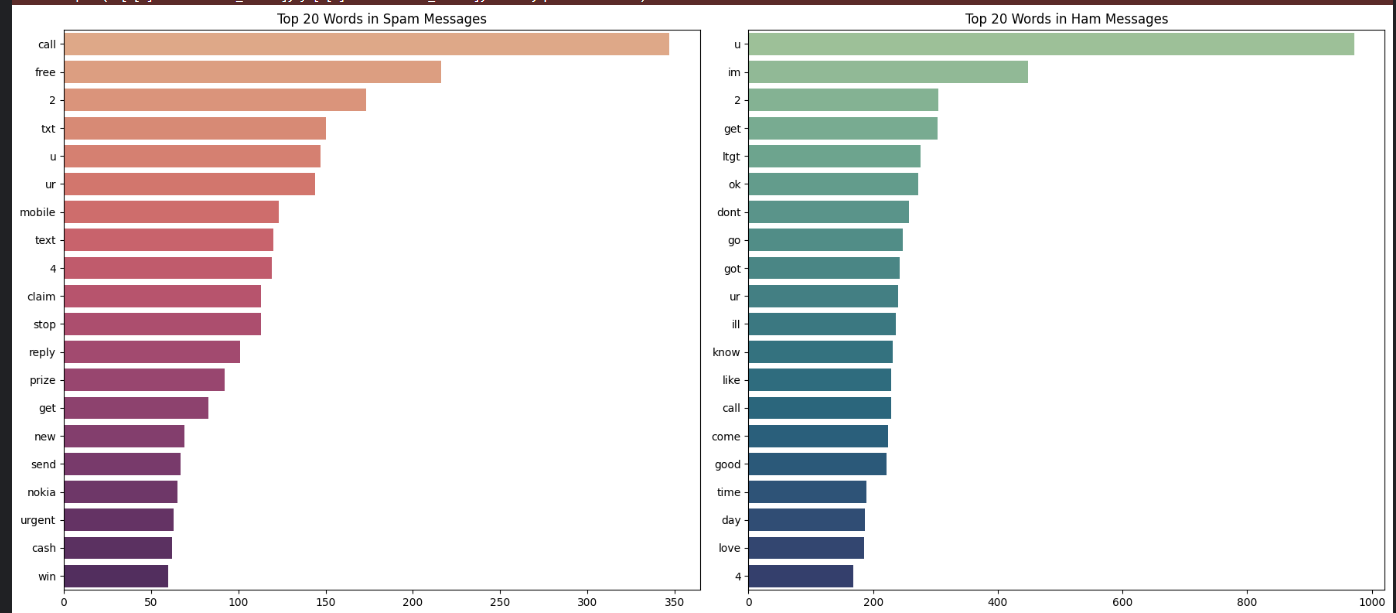 Top 20 Words in Spam Messages
call
free
2
txt
u
ur
mobile
text
4
claim
stop
reply
prize
get
new
send
nokia
urgent
cash
win
0 50 100 150 200 250 300 350
Top 20 Words in Ham Messages
u
im
2
get
ltgt
ok
dont
go
got
ur
ill
know
like
call
come
good
time
day
love
4
0 200 400 600 800 1000